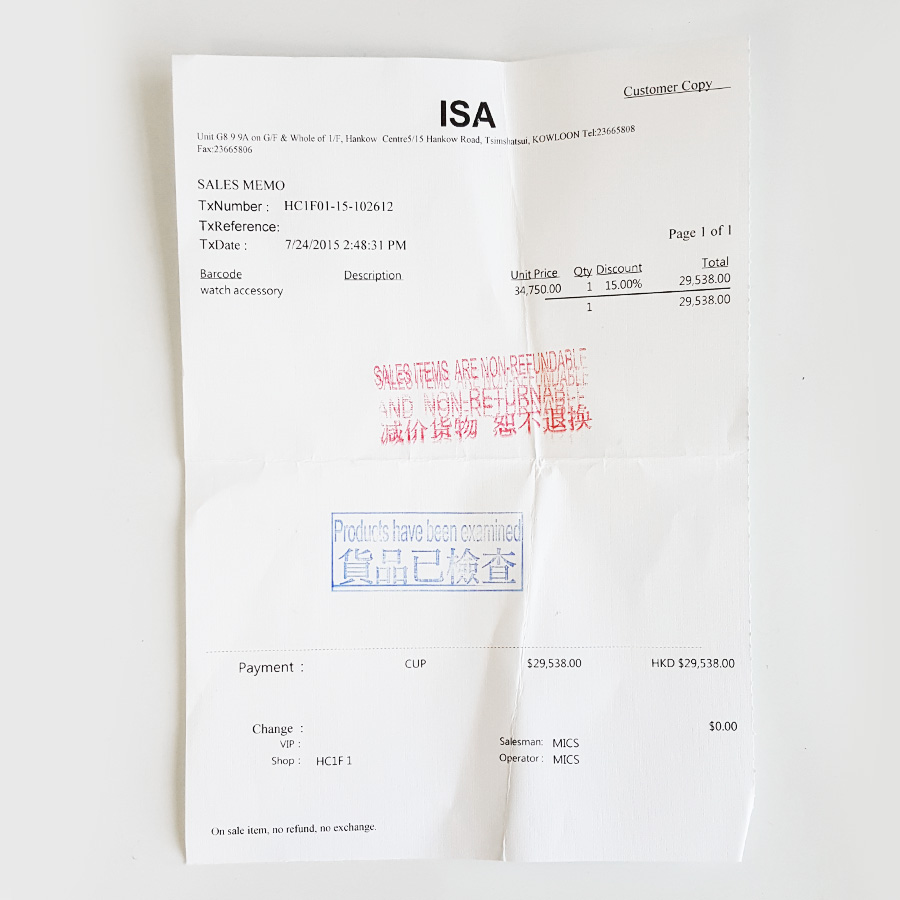 Customer Copy
ISA
Unit G8 9 9A on G/F & Whole of 1/F, Hankow Centre5/15 Hankow Road, Tsimshatsui, KOWLOON Tel:23665808
Fax:23665806
SALES MEMO
TxNumber : HC1F01-15-102612
TxReference:
TxDate : 7/24/2015 2:48:31 PM
Page 1 of 1
Barcode Description Unit Price Qty Discount Total
watch accessory 34,750.00 1 15.00% 29,538.00
1 29,538.00
SALES ITEMS ARE NON-REFUNDABLE
AND NON-RETURNABLE
减价货物 恕不退换
Products have been examined
貨品已檢查
Payment : CUP $29,538.00 HKD $29,538.00
Change : $0.00
VIP : Salesman: MICS
Shop : HC1F 1 Operator : MICS
On sale item, no refund, no exchange.